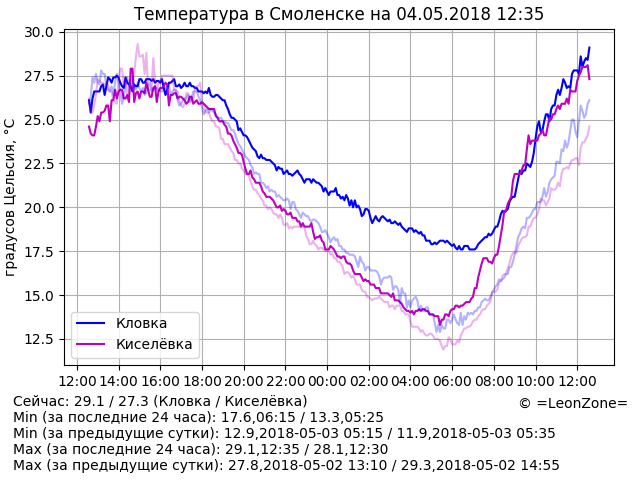 Температура в Смоленске на 04.05.2018 12:35
градусов Цельсия, °C
30.0
27.5
25.0
22.5
20.0
17.5
15.0
12.5
Кловка
Киселёвка
12:00 14:00 16:00 18:00 20:00 22:00 00:00 02:00 04:00 06:00 08:00 10:00 12:00
Сейчас: 29.1 / 27.3 (Кловка / Киселёвка)
© =LeonZone=
Min (за последние 24 часа): 17.6,06:15 / 13.3,05:25
Min (за предыдущие сутки): 12.9,2018-05-03 05:15 / 11.9,2018-05-03 05:35
Max (за последние 24 часа): 29.1,12:35 / 28.1,12:30
Max (за предыдущие сутки): 27.8,2018-05-02 13:10 / 29.3,2018-05-02 14:55